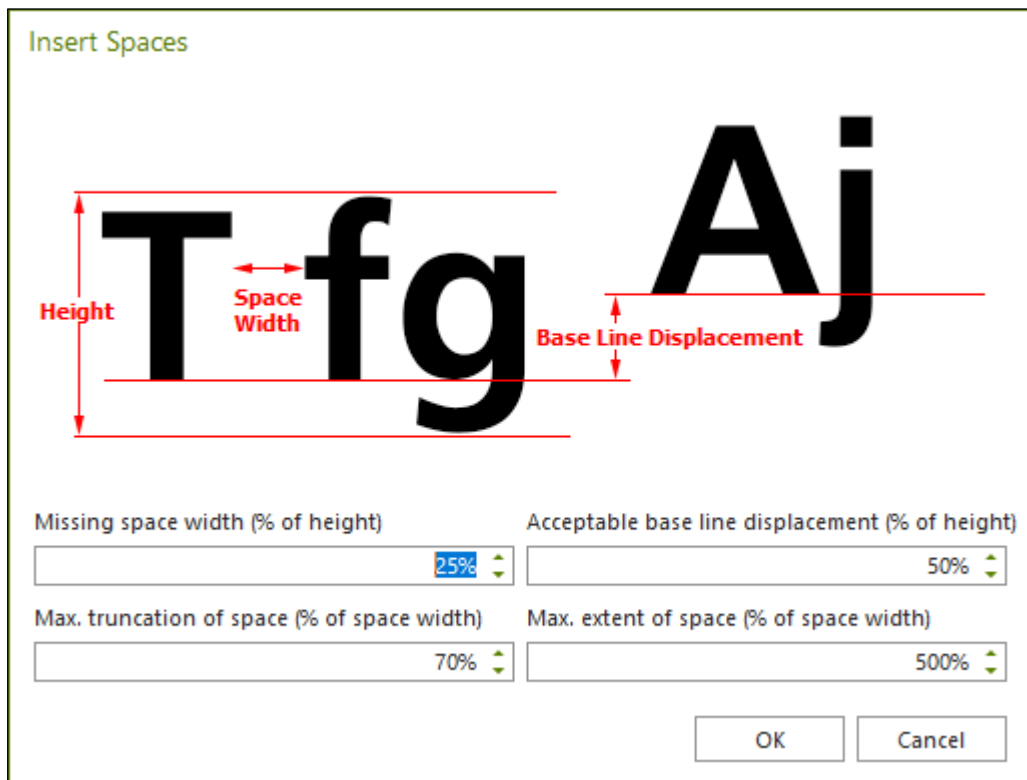 Insert Spaces
T fg
Aj
Height
Space
Width
Base Line Displacement
Missing space width (% of height)
Acceptable base line displacement (% of height)
25%
50%
Max. truncation of space (% of space width)
Max. extent of space (% of space width)
70%
500%
OK
Cancel